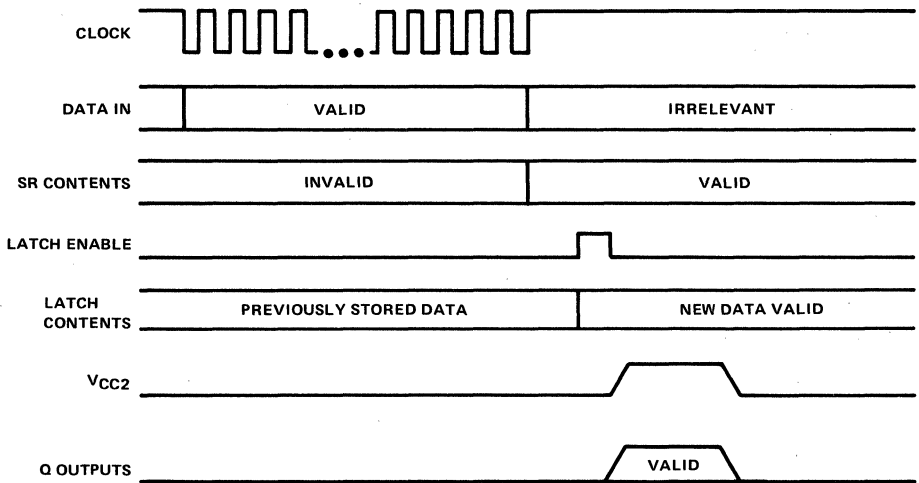 CLOCK
DATA IN
VALID
IRRELEVANT
SR CONTENTS
INVALID
VALID
LATCH ENABLE
LATCH
CONTENTS
PREVIOUSLY STORED DATA
NEW DATA VALID
VCC2
Q OUTPUTS
VALID